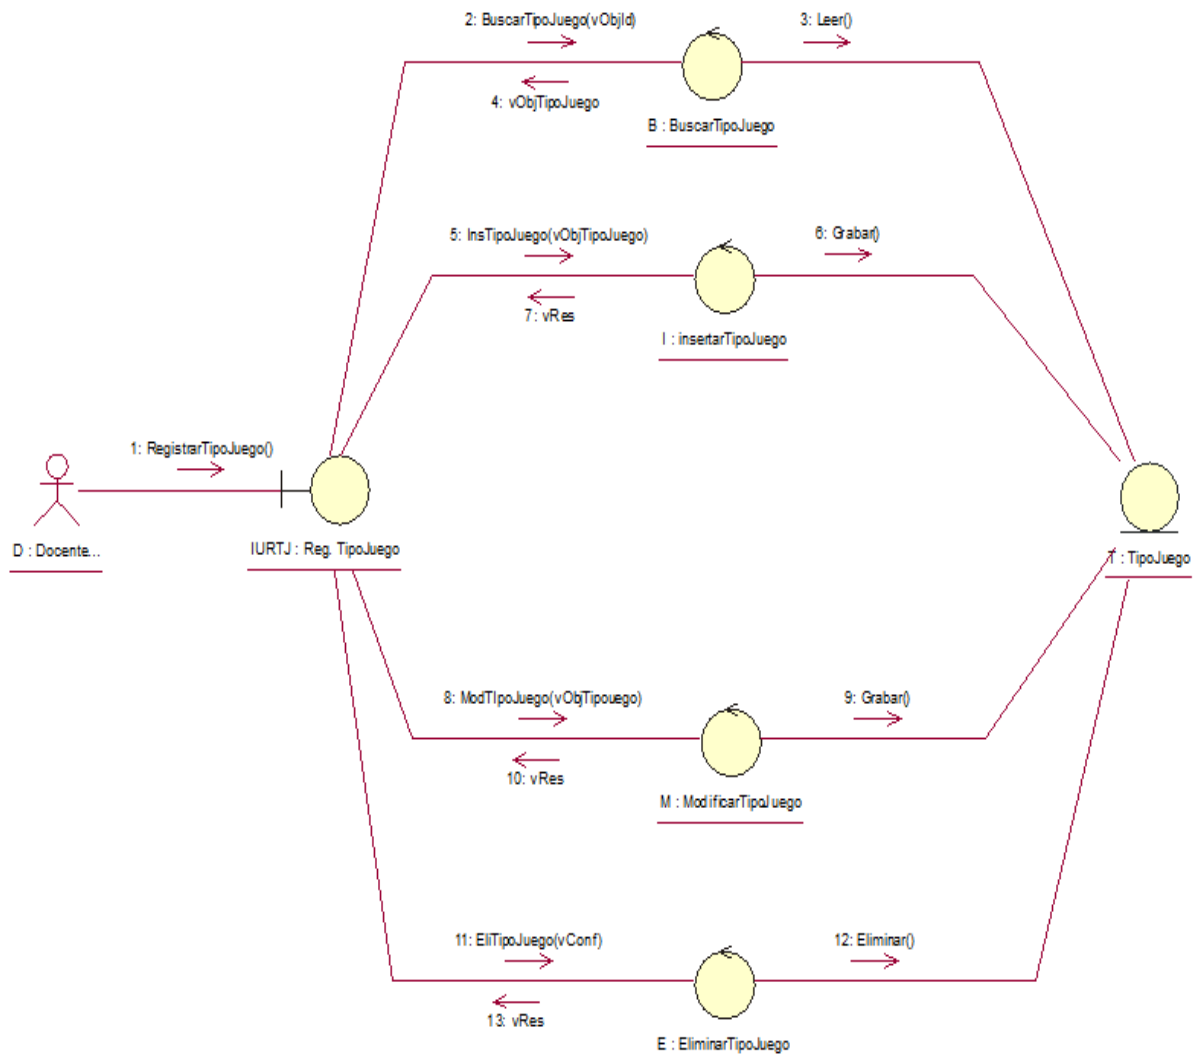 2: BuscarTipoJuego(vObjId)
3: Leer()
4: vObjTipoJuego
B : BuscarTipoJuego
5: InsTipoJuego(vObjTipoJuego)
6: Grabar()
7: vRes
I : insertarTipoJuego
1: RegistrarTipoJuego()
D : Docente...
IURTJ : Reg. TipoJuego
T : TipoJuego
8: ModTIpoJuego(vObjTipouego)
9: Grabar()
10: vRes
M : ModificarTipoJuego
11: EliTipoJuego(vConf)
12: Eliminar()
13: vRes
E : EliminarTipoJuego